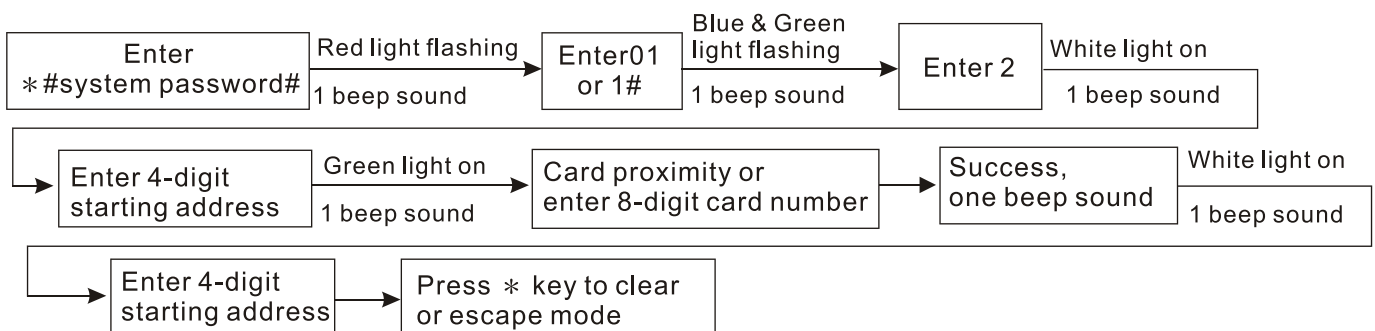 Enter
*#system password#
Red light flashing
1 beep sound
Enter01
or 1#
Blue & Green
light flashing
1 beep sound
Enter 2
White light on
1 beep sound
Enter 4-digit
starting address
Green light on
1 beep sound
Card proximity or
enter 8-digit card number
Success,
one beep sound
White light on
1 beep sound
Enter 4-digit
starting address
Press * key to clear
or escape mode